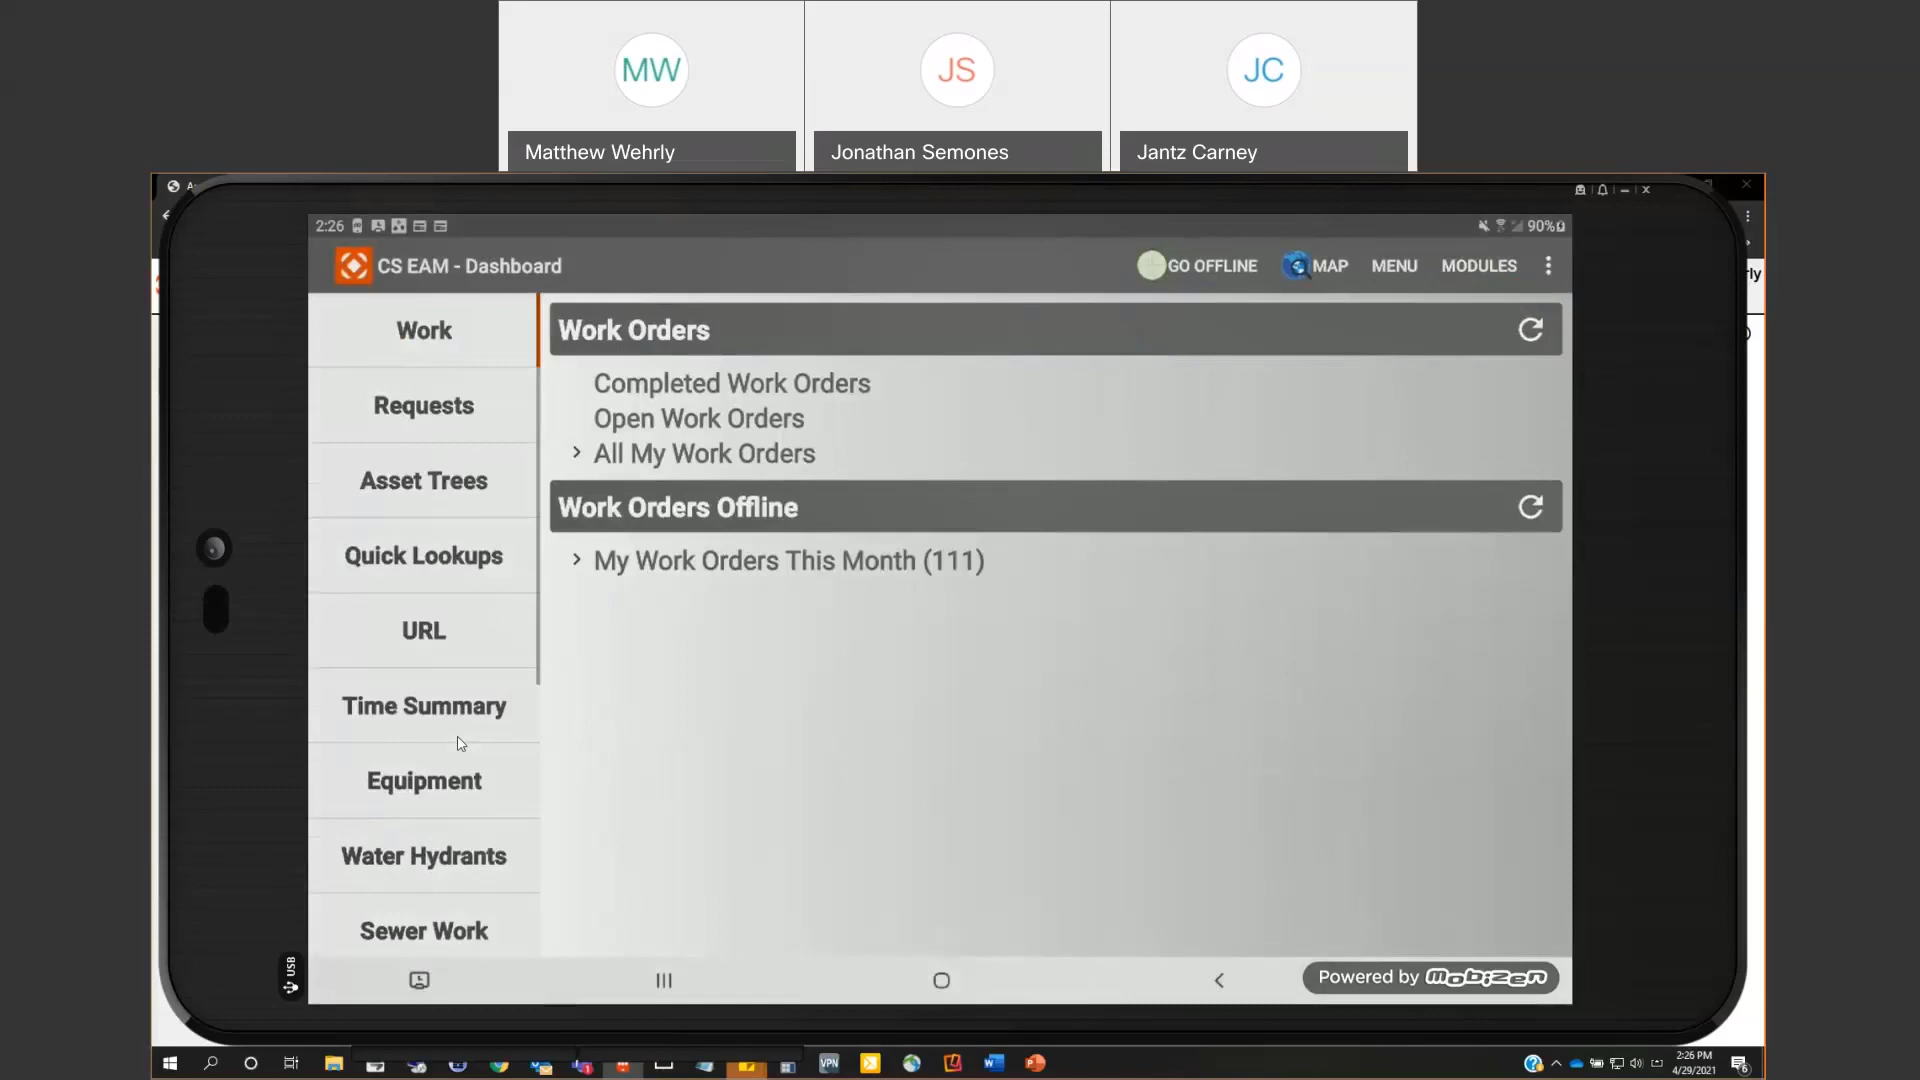 MW
JS
JC
Matthew Wehrly
Jonathan Semones
Jantz Carney
2:26
90%
CS EAM - Dashboard
GO OFFLINE
MAP
MENU
MODULES
Work
Requests
Asset Trees
Quick Lookups
URL
Time Summary
Equipment
Water Hydrants
Sewer Work
Work Orders
Completed Work Orders
Open Work Orders
All My Work Orders
Work Orders Offline
My Work Orders This Month (111)
USB
Powered by Mobizen
VPN
2:26 PM
4/29/2021